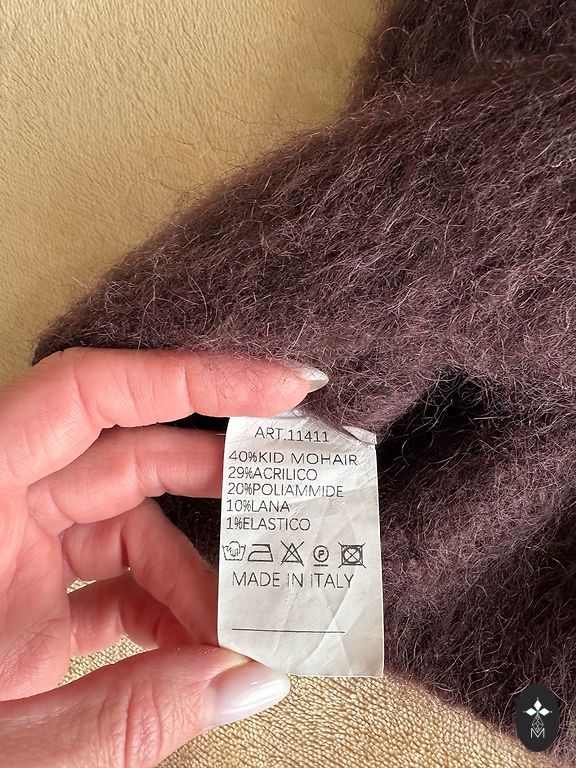 ART.11411
40%KID MOHAIR
29%ACRILICO
20%POLIAMMIDE
10%LANA
1%ELASTICO
MADE IN ITALY
M